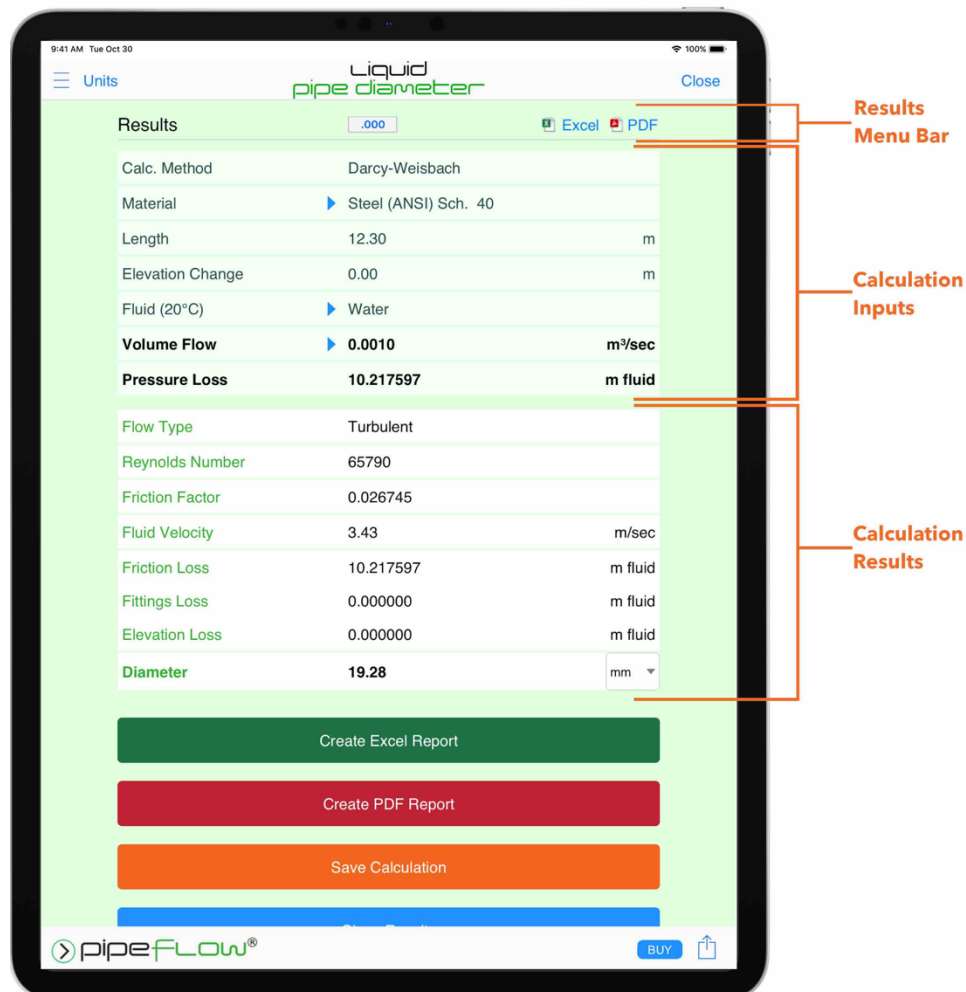 9:41 AM Tue Oct 30
100%
Units
Liquid
pipe diameter
Close
Results .000 Excel PDF
Results
Menu Bar
Calc. Method Darcy-Weisbach
Material Steel (ANSI) Sch. 40
Length 12.30 m
Elevation Change 0.00 m
Calculation
Inputs
Fluid (20°C) Water
Volume Flow 0.0010 m³/sec
Pressure Loss 10.217597 m fluid
Flow Type Turbulent
Reynolds Number 65790
Friction Factor 0.026745
Fluid Velocity 3.43 m/sec
Calculation
Results
Friction Loss 10.217597 m fluid
Fittings Loss 0.000000 m fluid
Elevation Loss 0.000000 m fluid
Diameter 19.28 mm
Create Excel Report
Create PDF Report
Save Calculation
pipeFLOW®
BUY